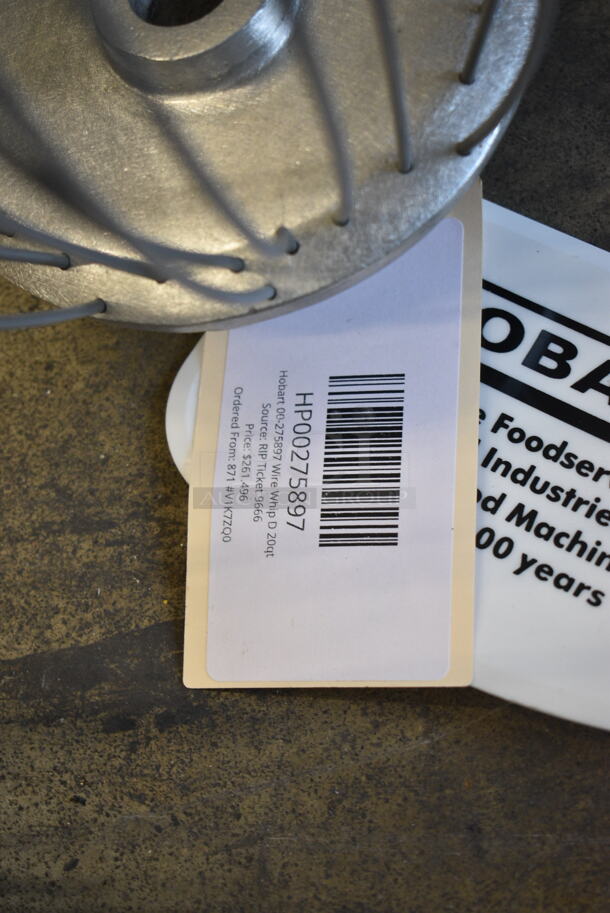 HP00275897
Hobart 00-275897 Wire Whip D 20qt
Source: RIP Ticket 9666
Price: $261.496
Ordered From: 871 #V1K7ZQ0
OBA
e Foodser
Industrie
d Machin
00 years